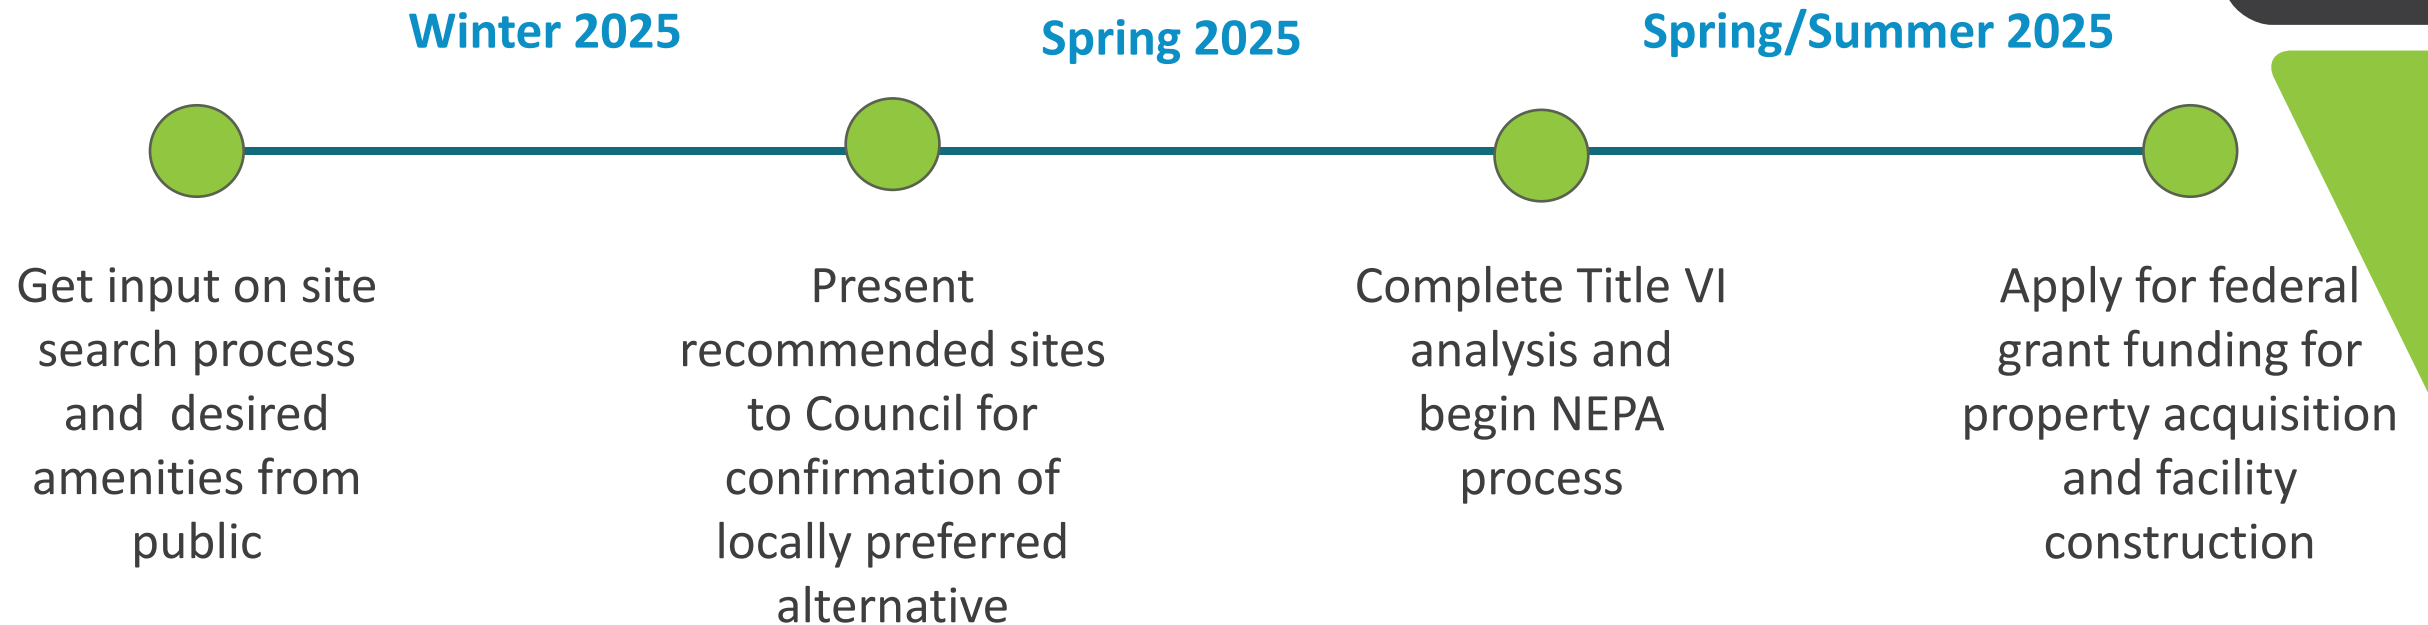 Winter 2025
Spring 2025
Spring/Summer 2025
Get input on site
search process
and  desired
amenities from
public
Present
recommended sites
to Council for
confirmation of
locally preferred
alternative
Complete Title VI
analysis and
begin NEPA
process
Apply for federal
grant funding for
property acquisition
and facility
construction